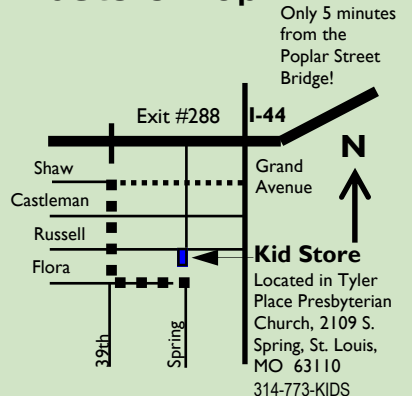 Only 5 minutes
from the
Poplar Street
Bridge!
Exit #288
I-44
N
Shaw
Grand
Avenue
Castleman
Russell
Flora
Kid Store
Located in Tyler
Place Presbyterian
Church, 2109 S.
Spring, St. Louis,
MO 63110
314-773-KIDS
39th
Spring